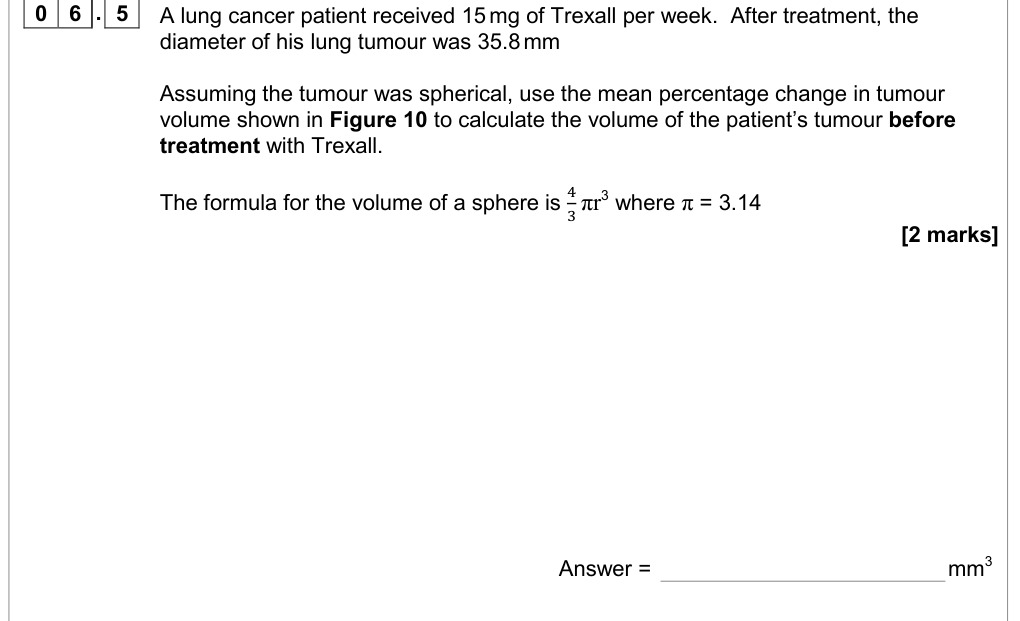 0 6 . 5 A lung cancer patient received 15 mg of Trexall per week. After treatment, the
diameter of his lung tumour was 35.8 mm
Assuming the tumour was spherical, use the mean percentage change in tumour
volume shown in Figure 10 to calculate the volume of the patient's tumour before
treatment with Trexall.
The formula for the volume of a sphere is 4/3 πr³ where π = 3.14
[2 marks]
Answer = ____________________ mm³